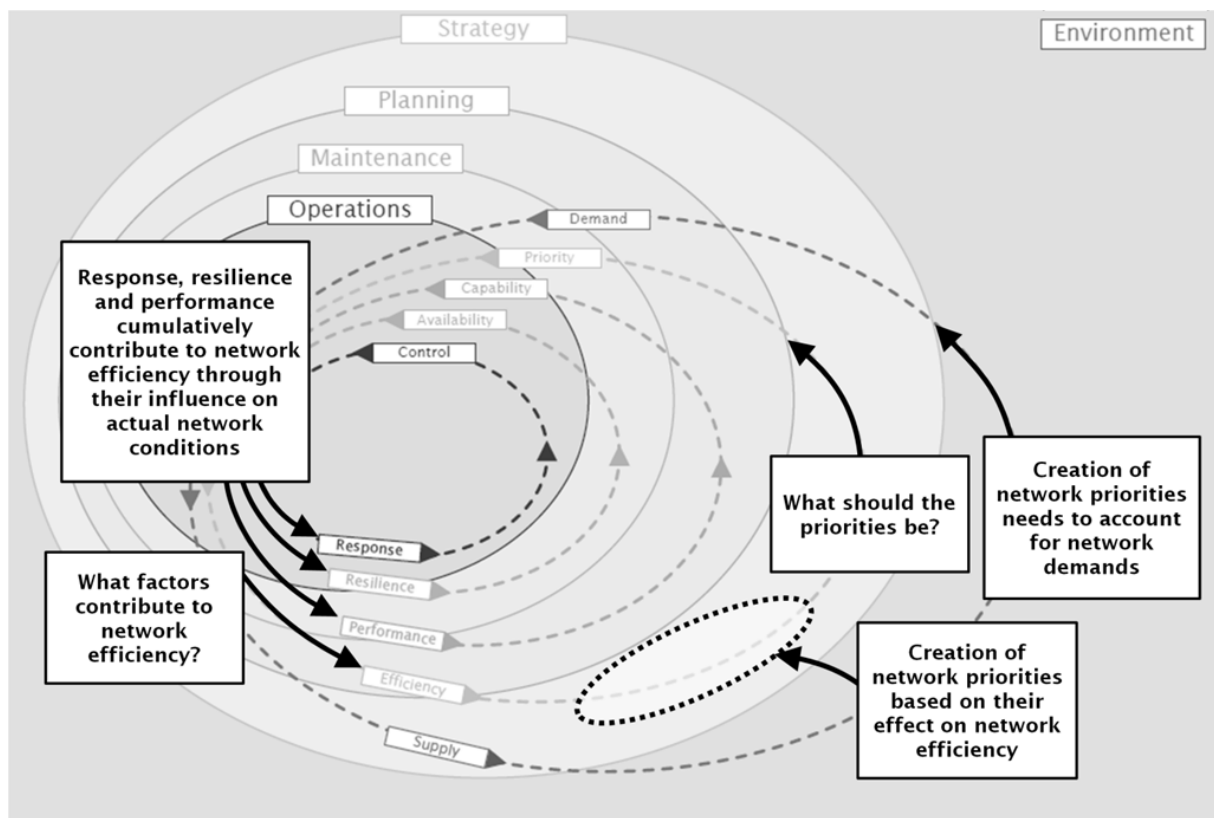 Strategy
Environment
Planning
Maintenance
Operations
Demand
Priority
Capability
Availability
Control
Response, resilience
and performance
cumulatively
contribute to network
efficiency through
their influence on
actual network
conditions
What should the
priorities be?
Creation of
network priorities
needs to account
for network
demands
Response
Resilience
Performance
Efficiency
Supply
What factors
contribute to
network
efficiency?
Creation of
network priorities
based on their
effect on network
efficiency